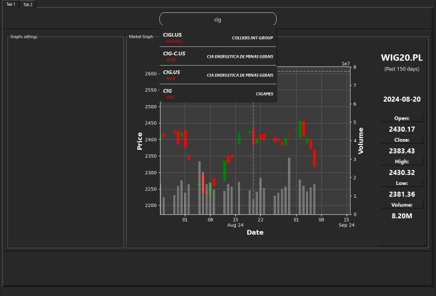 Tab 1 Tab 2
cig
Graphs settings
Market Graph
CIGI.US
COLLIERS INT GROUP
CIG-C.US
CIA ENERGETICA DE MINAS GERAIS
CIG.US
CIA ENERGETICA DE MINAS GERAIS
CIG
CIGAMES
1e7
2600
2550
2500
2450
2400
2350
2300
2250
2200
Price
8
7
6
5
4
3
2
1
0
Volume
01 08 15 22 01 08 15
Aug 24 Sep 24
Date
WIG20.PL
(Past 150 days)
2024-08-20
Open:
2430.17
Close:
2383.43
High:
2430.32
Low:
2381.36
Volume:
8.20M